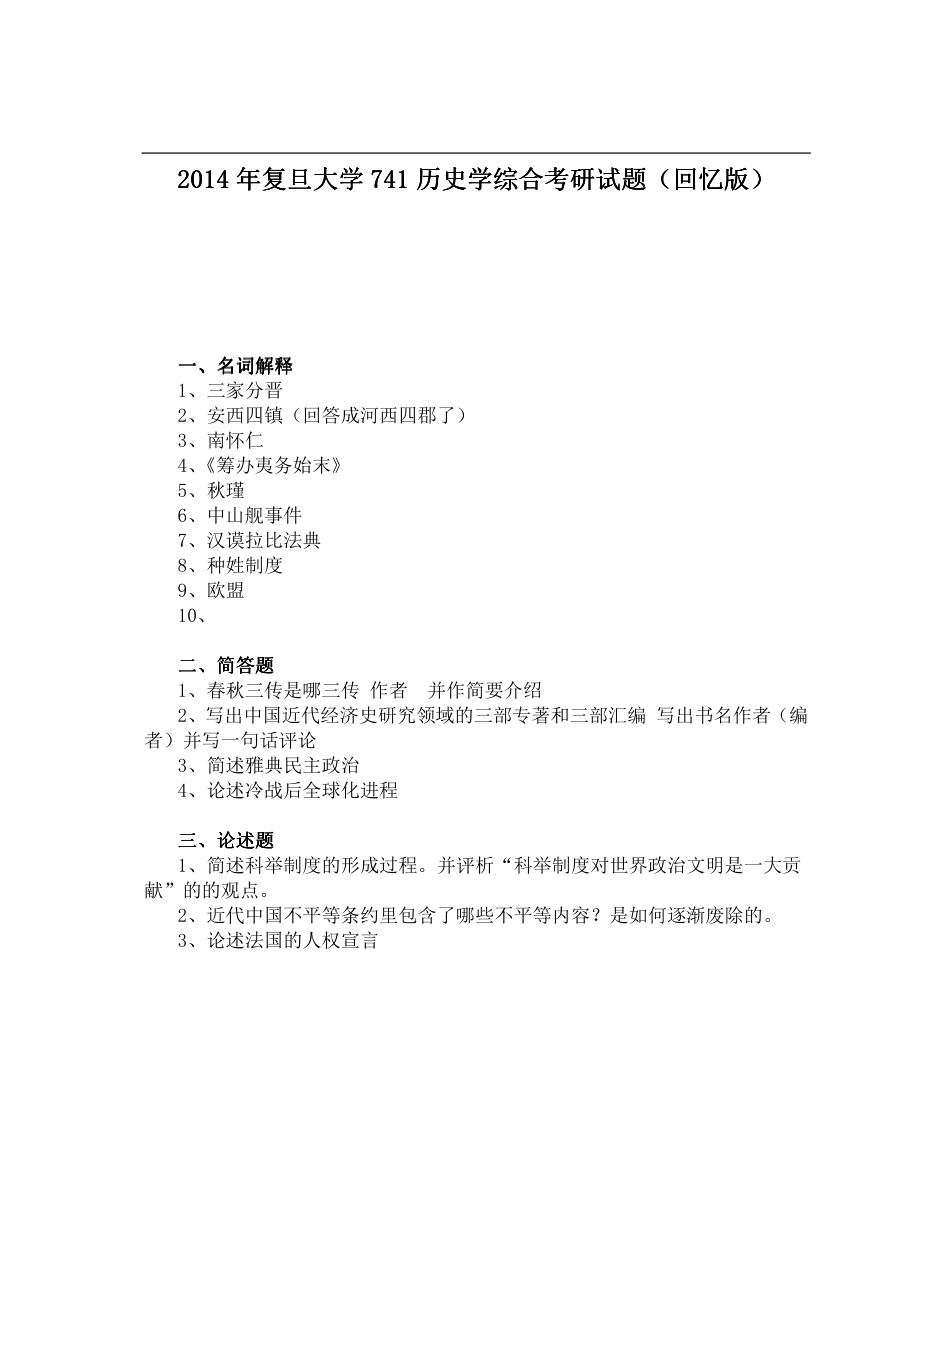 2014 年复旦大学 741 历史学综合考研试题（回忆版）
一、名词解释
1、三家分晋
2、安西四镇（回答成河西四郡了）
3、南怀仁
4、《筹办夷务始末》
5、秋瑾
6、中山舰事件
7、汉谟拉比法典
8、种姓制度
9、欧盟
10、
二、简答题
1、春秋三传是哪三传 作者  并作简要介绍
2、写出中国近代经济史研究领域的三部专著和三部汇编 写出书名作者（编
者）并写一句话评论
3、简述雅典民主政治
4、论述冷战后全球化进程
三、论述题
1、简述科举制度的形成过程。并评析“科举制度对世界政治文明是一大贡
献”的的观点。
2、近代中国不平等条约里包含了哪些不平等内容？是如何逐渐废除的。
3、论述法国的人权宣言